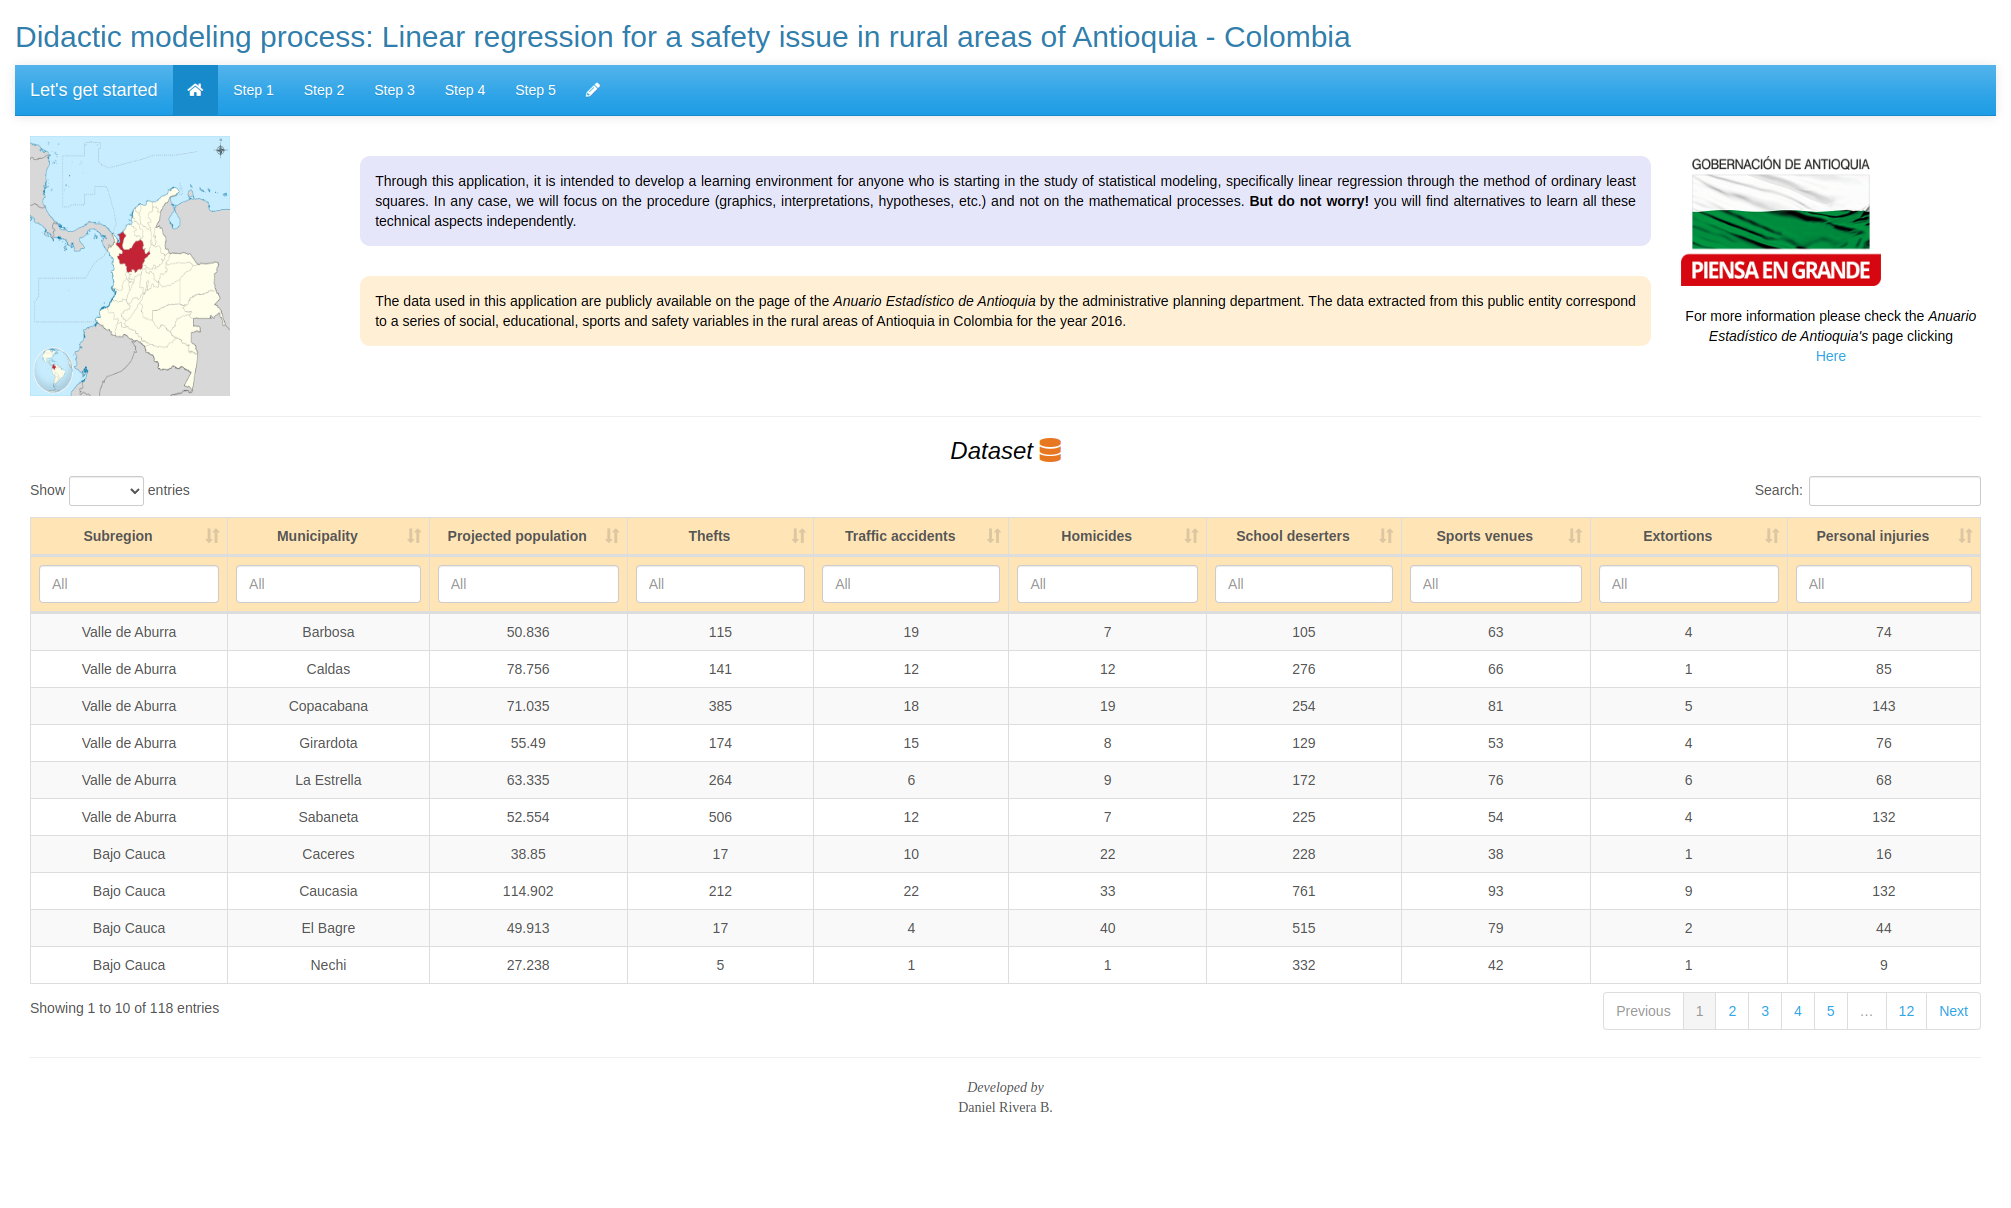 Didactic modeling process: Linear regression for a safety issue in rural areas of Antioquia - Colombia
Let's get started Step 1 Step 2 Step 3 Step 4 Step 5
Through this application, it is intended to develop a learning environment for anyone who is starting in the study of statistical modeling, specifically linear regression through the method of ordinary least
squares. In any case, we will focus on the procedure (graphics, interpretations, hypotheses, etc.) and not on the mathematical processes. But do not worry! you will find alternatives to learn all these
technical aspects independently.
The data used in this application are publicly available on the page of the Anuario Estadístico de Antioquia by the administrative planning department. The data extracted from this public entity correspond
to a series of social, educational, sports and safety variables in the rural areas of Antioquia in Colombia for the year 2016.
GOBERNACIÓN DE ANTIOQUIA
PIENSA EN GRANDE
For more information please check the Anuario
Estadístico de Antioquia's page clicking
Here
Dataset
Show entries Search:
Subregion Municipality Projected population Thefts Traffic accidents Homicides School deserters Sports venues Extortions Personal injuries
All All All All All All All All All All
Valle de Aburra Barbosa 50.836 115 19 7 105 63 4 74
Valle de Aburra Caldas 78.756 141 12 12 276 66 1 85
Valle de Aburra Copacabana 71.035 385 18 19 254 81 5 143
Valle de Aburra Girardota 55.49 174 15 8 129 53 4 76
Valle de Aburra La Estrella 63.335 264 6 9 172 76 6 68
Valle de Aburra Sabaneta 52.554 506 12 7 225 54 4 132
Bajo Cauca Caceres 38.85 17 10 22 228 38 1 16
Bajo Cauca Caucasia 114.902 212 22 33 761 93 9 132
Bajo Cauca El Bagre 49.913 17 4 40 515 79 2 44
Bajo Cauca Nechi 27.238 5 1 1 332 42 1 9
Showing 1 to 10 of 118 entries Previous 1 2 3 4 5 … 12 Next
Developed by
Daniel Rivera B.